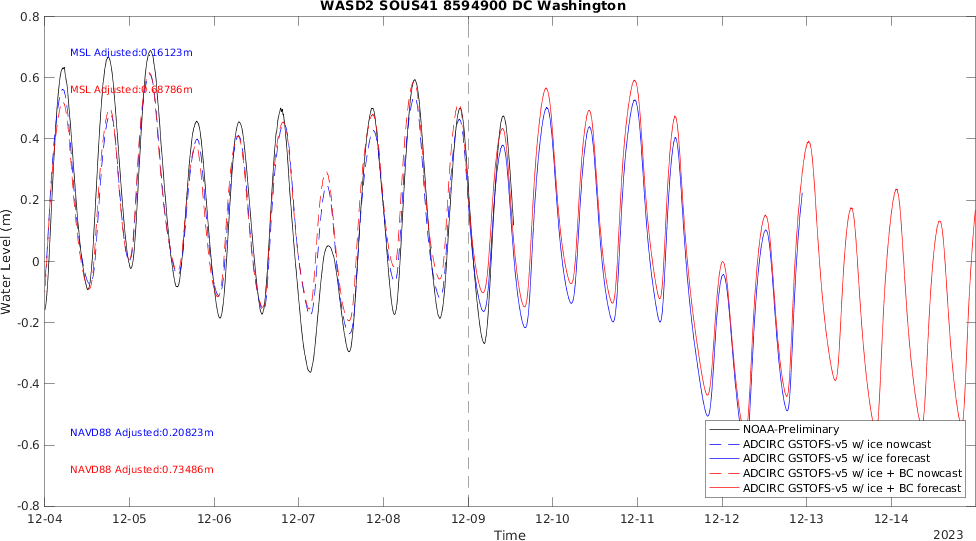 WASD2 SOUS41 8594900 DC Washington
0.8
0.6
0.4
0.2
0
-0.2
-0.4
-0.6
-0.8
Water Level (m)
MSL Adjusted:0.16123m
MSL Adjusted:0.68786m
NAVD88 Adjusted:0.20823m
NAVD88 Adjusted:0.73486m
NOAA-Preliminary
ADCIRC GSTOFS-v5 w/ ice nowcast
ADCIRC GSTOFS-v5 w/ ice forecast
ADCIRC GSTOFS-v5 w/ ice + BC nowcast
ADCIRC GSTOFS-v5 w/ ice + BC forecast
12-04 12-05 12-06 12-07 12-08 12-09 12-10 12-11 12-12 12-13 12-14
Time
2023